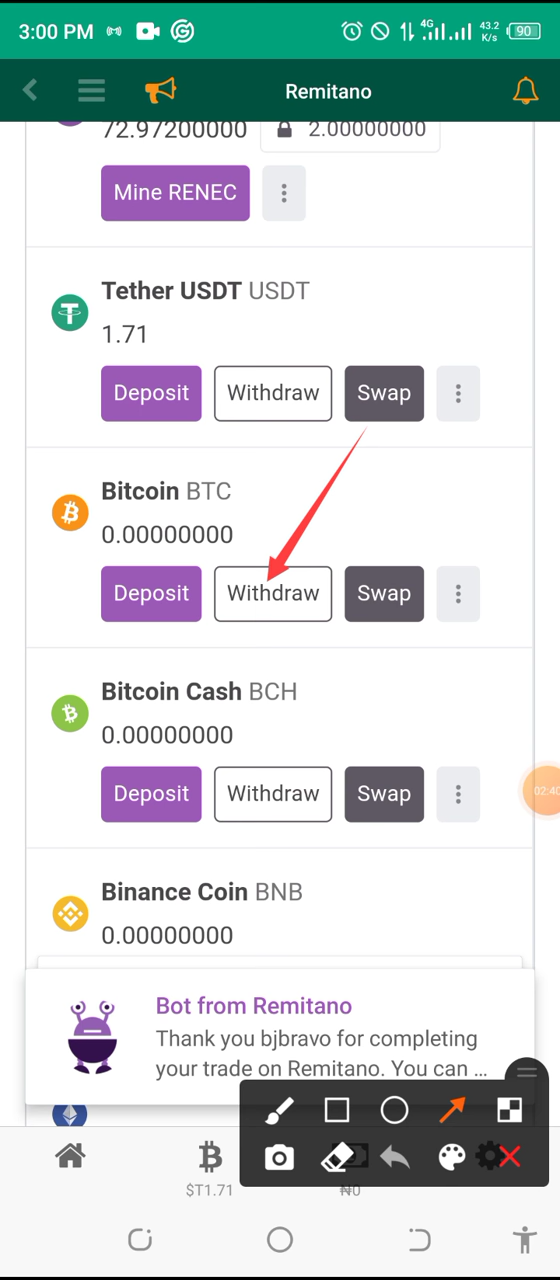 3:00 PM 4G 43.2 K/s 90
Remitano
72.97200000 2.00000000
Mine RENEC
Tether USDT USDT
1.71
Deposit Withdraw Swap
Bitcoin BTC
0.00000000
Deposit Withdraw Swap
Bitcoin Cash BCH
0.00000000
Deposit Withdraw Swap
02:40
Binance Coin BNB
0.00000000
Bot from Remitano
Thank you bjbravo for completing
your trade on Remitano. You can ...
$T1.71 ₦0